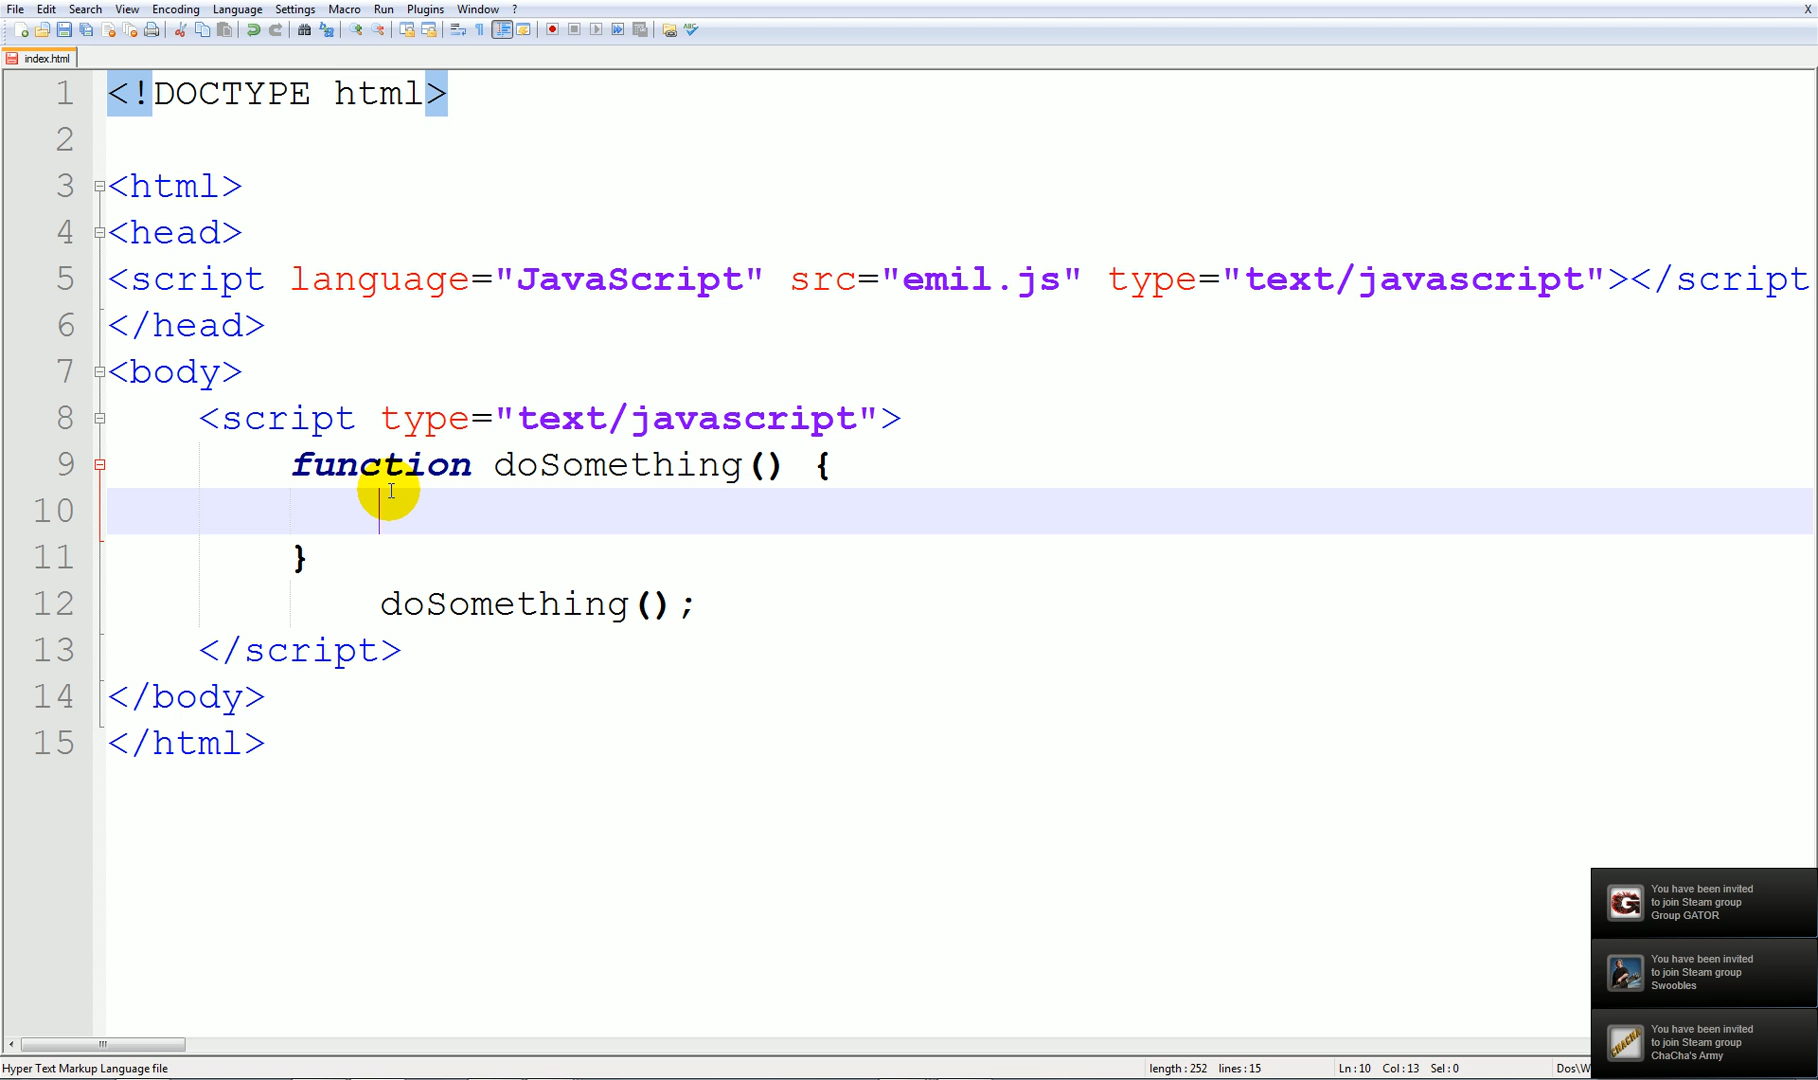 File Edit Search View Encoding Language Settings Macro Run Plugins Window ? X
index.html
1 <!DOCTYPE html>
2
3 <html>
4 <head>
5 <script language="JavaScript" src="emil.js" type="text/javascript"></script
6 </head>
7 <body>
8 <script type="text/javascript">
9 function doSomething() {
10
11 }
12 doSomething();
13 </script>
14 </body>
15 </html>
You have been invited
to join Steam group
Group GATOR
You have been invited
to join Steam group
Swoobles
CHACHA
You have been invited
to join Steam group
ChaCha's Army
Hyper Text Markup Language file length : 252 lines : 15 Ln : 10 Col : 13 Sel : 0 Dos\W